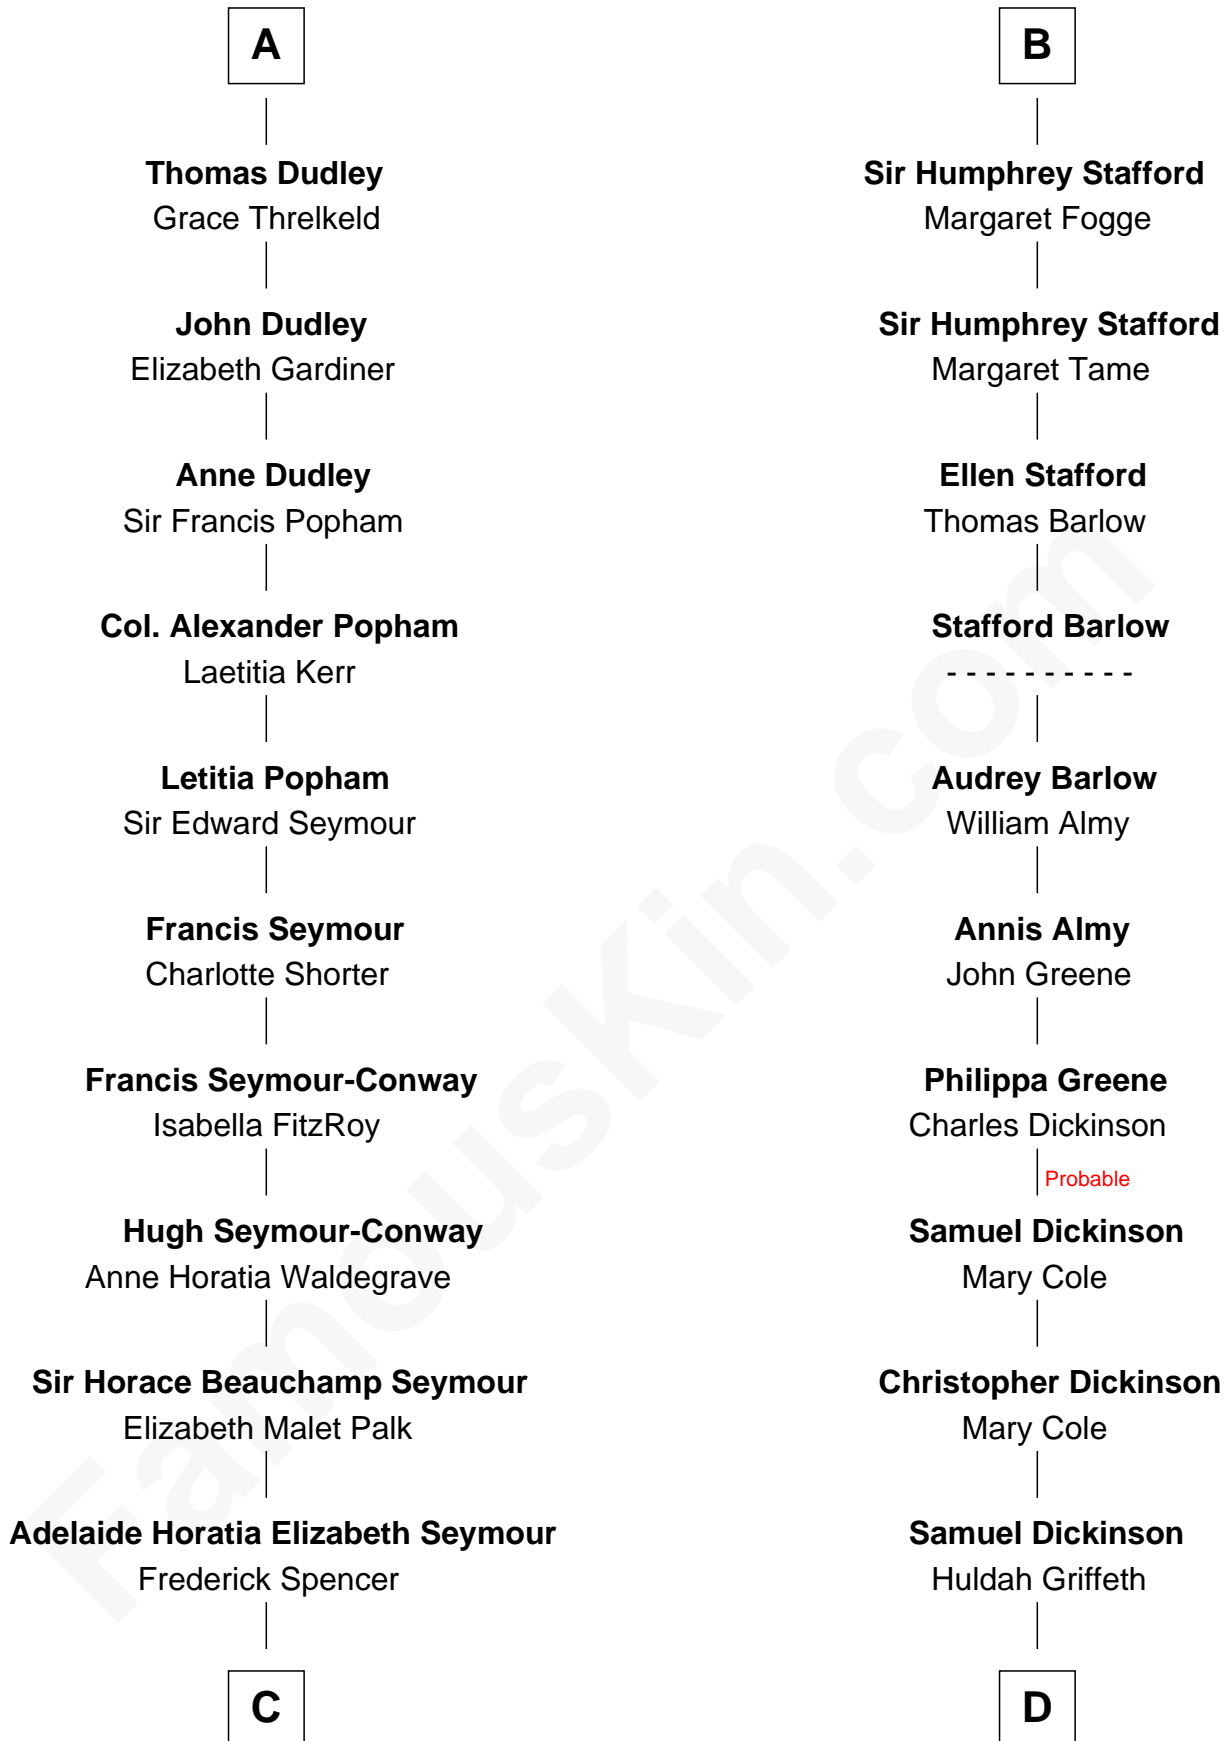 A
Thomas Dudley
Grace Threlkeld
John Dudley
Elizabeth Gardiner
Anne Dudley
Sir Francis Popham
Col. Alexander Popham
Laetitia Kerr
Letitia Popham
Sir Edward Seymour
Francis Seymour
Charlotte Shorter
Francis Seymour-Conway
Isabella FitzRoy
Hugh Seymour-Conway
Anne Horatia Waldegrave
Sir Horace Beauchamp Seymour
Elizabeth Malet Palk
Adelaide Horatia Elizabeth Seymour
Frederick Spencer
C
B
Sir Humphrey Stafford
Margaret Fogge
Sir Humphrey Stafford
Margaret Tame
Ellen Stafford
Thomas Barlow
Stafford Barlow
- - - - - - - - - -
Audrey Barlow
William Almy
Annis Almy
John Greene
Philippa Greene
Charles Dickinson
Probable
Samuel Dickinson
Mary Cole
Christopher Dickinson
Mary Cole
Samuel Dickinson
Huldah Griffeth
D
FamousKin.com